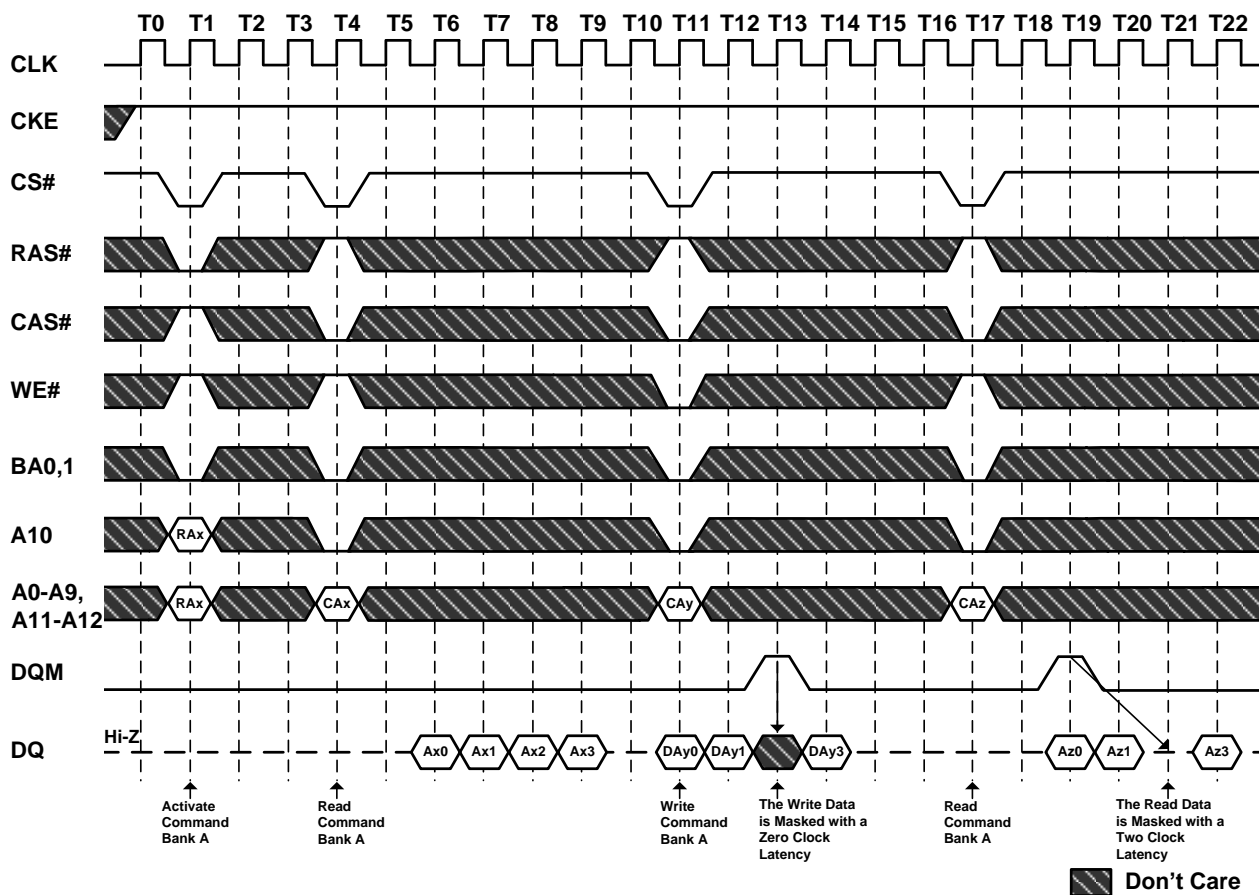 T0 T1 T2 T3 T4 T5 T6 T7 T8 T9 T10 T11 T12 T13 T14 T15 T16 T17 T18 T19 T20 T21 T22
CLK
CKE
CS#
RAS#
CAS#
WE#
BA0,1
A10
RAx
A0-A9,
A11-A12
RAx CAx CAy CAz
DQM
DQ
Hi-Z
Ax0 Ax1 Ax2 Ax3 DAy0 DAy1 DAy3 Az0 Az1 Az3
Activate
Command
Bank A
Read
Command
Bank A
Write
Command
Bank A
The Write Data
is Masked with a
Zero Clock
Latency
Read
Command
Bank A
The Read Data
is Masked with a
Two Clock
Latency
Don't Care